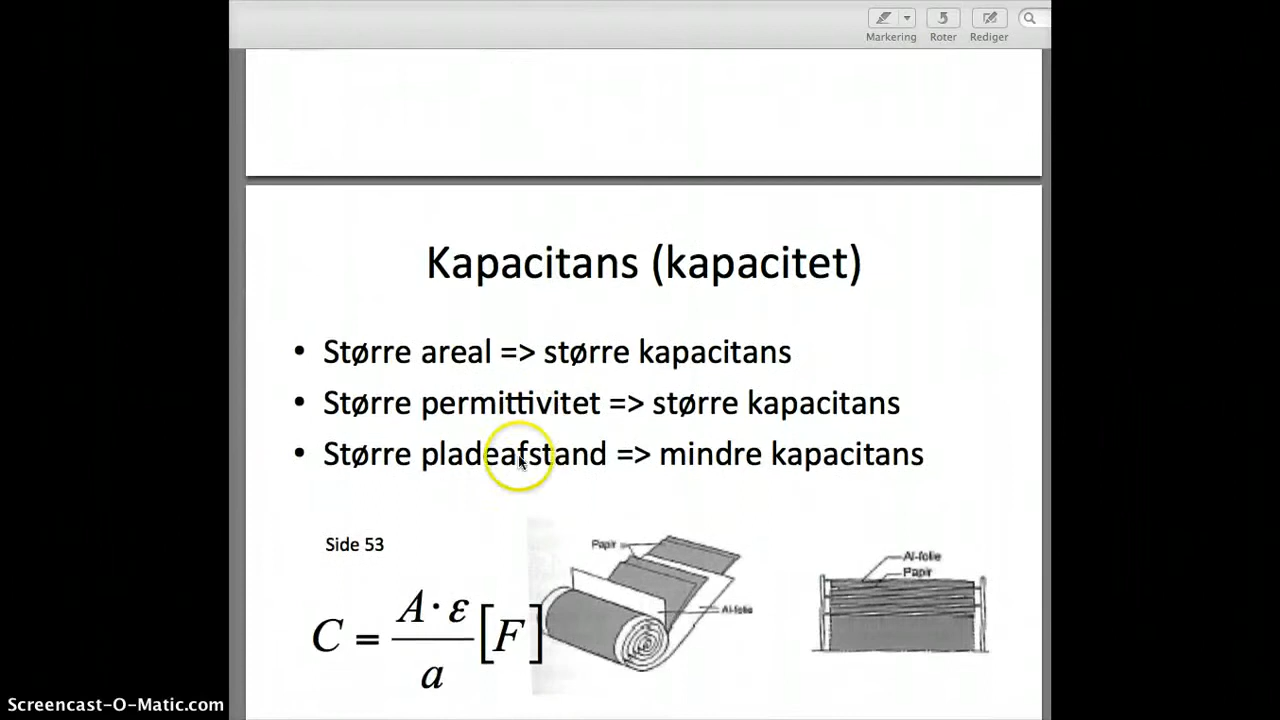 Markering
Roter
Rediger
Kapacitans (kapacitet)
• Større areal => større kapacitans
• Større permittivitet => større kapacitans
• Større pladeafstand => mindre kapacitans
Side 53
C = A · ε / a [F]
Papir
Al-folie
Al-folie
Papir
Screencast-O-Matic.com